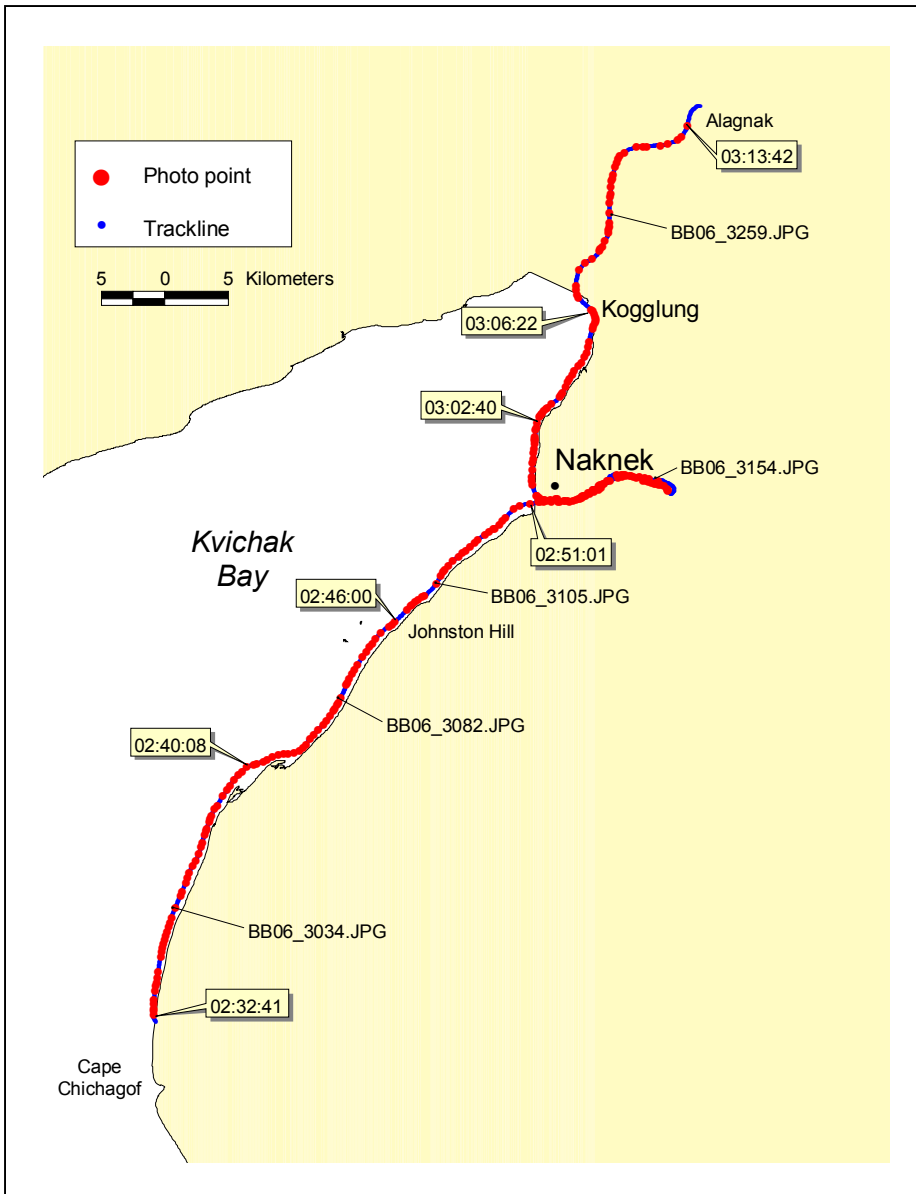 Alagnak
03:13:42
Photo point
Trackline
BB06_3259.JPG
5 0 5 Kilometers
Kogglung
03:06:22
03:02:40
Naknek
BB06_3154.JPG
Kvichak
Bay
02:51:01
02:46:00
BB06_3105.JPG
Johnston Hill
BB06_3082.JPG
02:40:08
BB06_3034.JPG
02:32:41
Cape
Chichagof